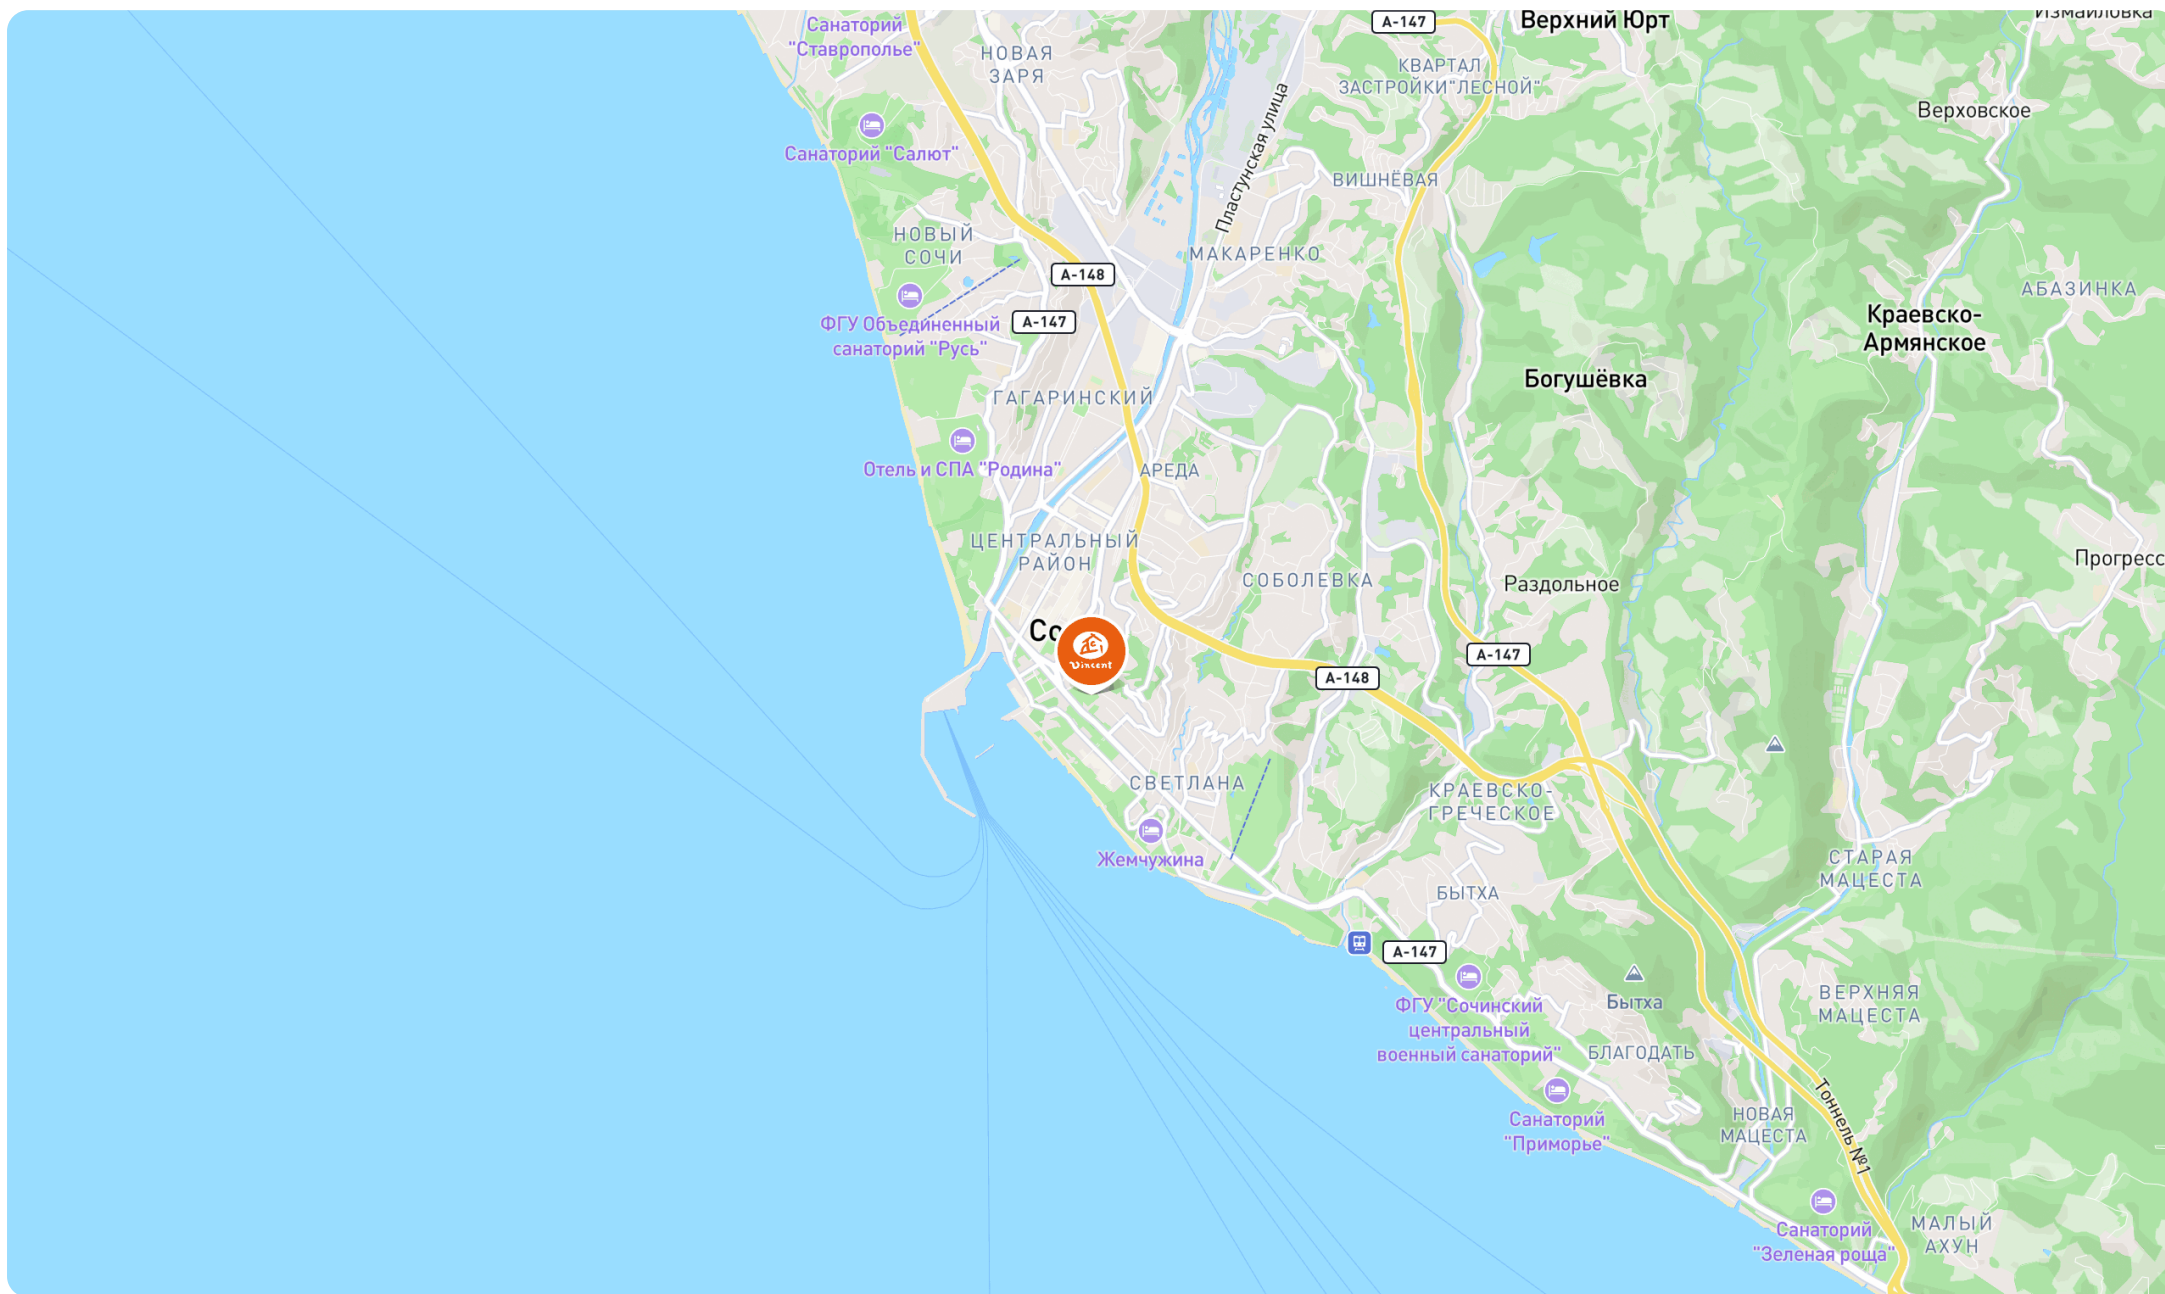 Санаторий
"Ставрополье"
НОВАЯ
ЗАРЯ
А-147
Верхний Юрт
Измайловка
КВАРТАЛ
ЗАСТРОЙКИ"ЛЕСНОЙ"
Верховское
Санаторий "Салют"
Пластунская улица
ВИШНЁВАЯ
НОВЫЙ
СОЧИ
МАКАРЕНКО
А-148
АБАЗИНКА
ФГУ Объединенный
санаторий "Русь"
А-147
Краевско-
Армянское
Богушёвка
ГАГАРИНСКИЙ
Отель и СПА "Родина"
АРЕДА
ЦЕНТРАЛЬНЫЙ
РАЙОН
Прогресс
СОБОЛЕВКА
Раздольное
Со
Vincent
А-147
А-148
СВЕТЛАНА
КРАЕВСКО-
ГРЕЧЕСКОЕ
Жемчужина
СТАРАЯ
МАЦЕСТА
БЫТХА
А-147
ФГУ "Сочинский
центральный
военный санаторий"
Бытха
ВЕРХНЯЯ
МАЦЕСТА
БЛАГОДАТЬ
Санаторий
"Приморье"
НОВАЯ
МАЦЕСТА
Тоннель №1
Санаторий
"Зеленая роща"
МАЛЫЙ
АХУН